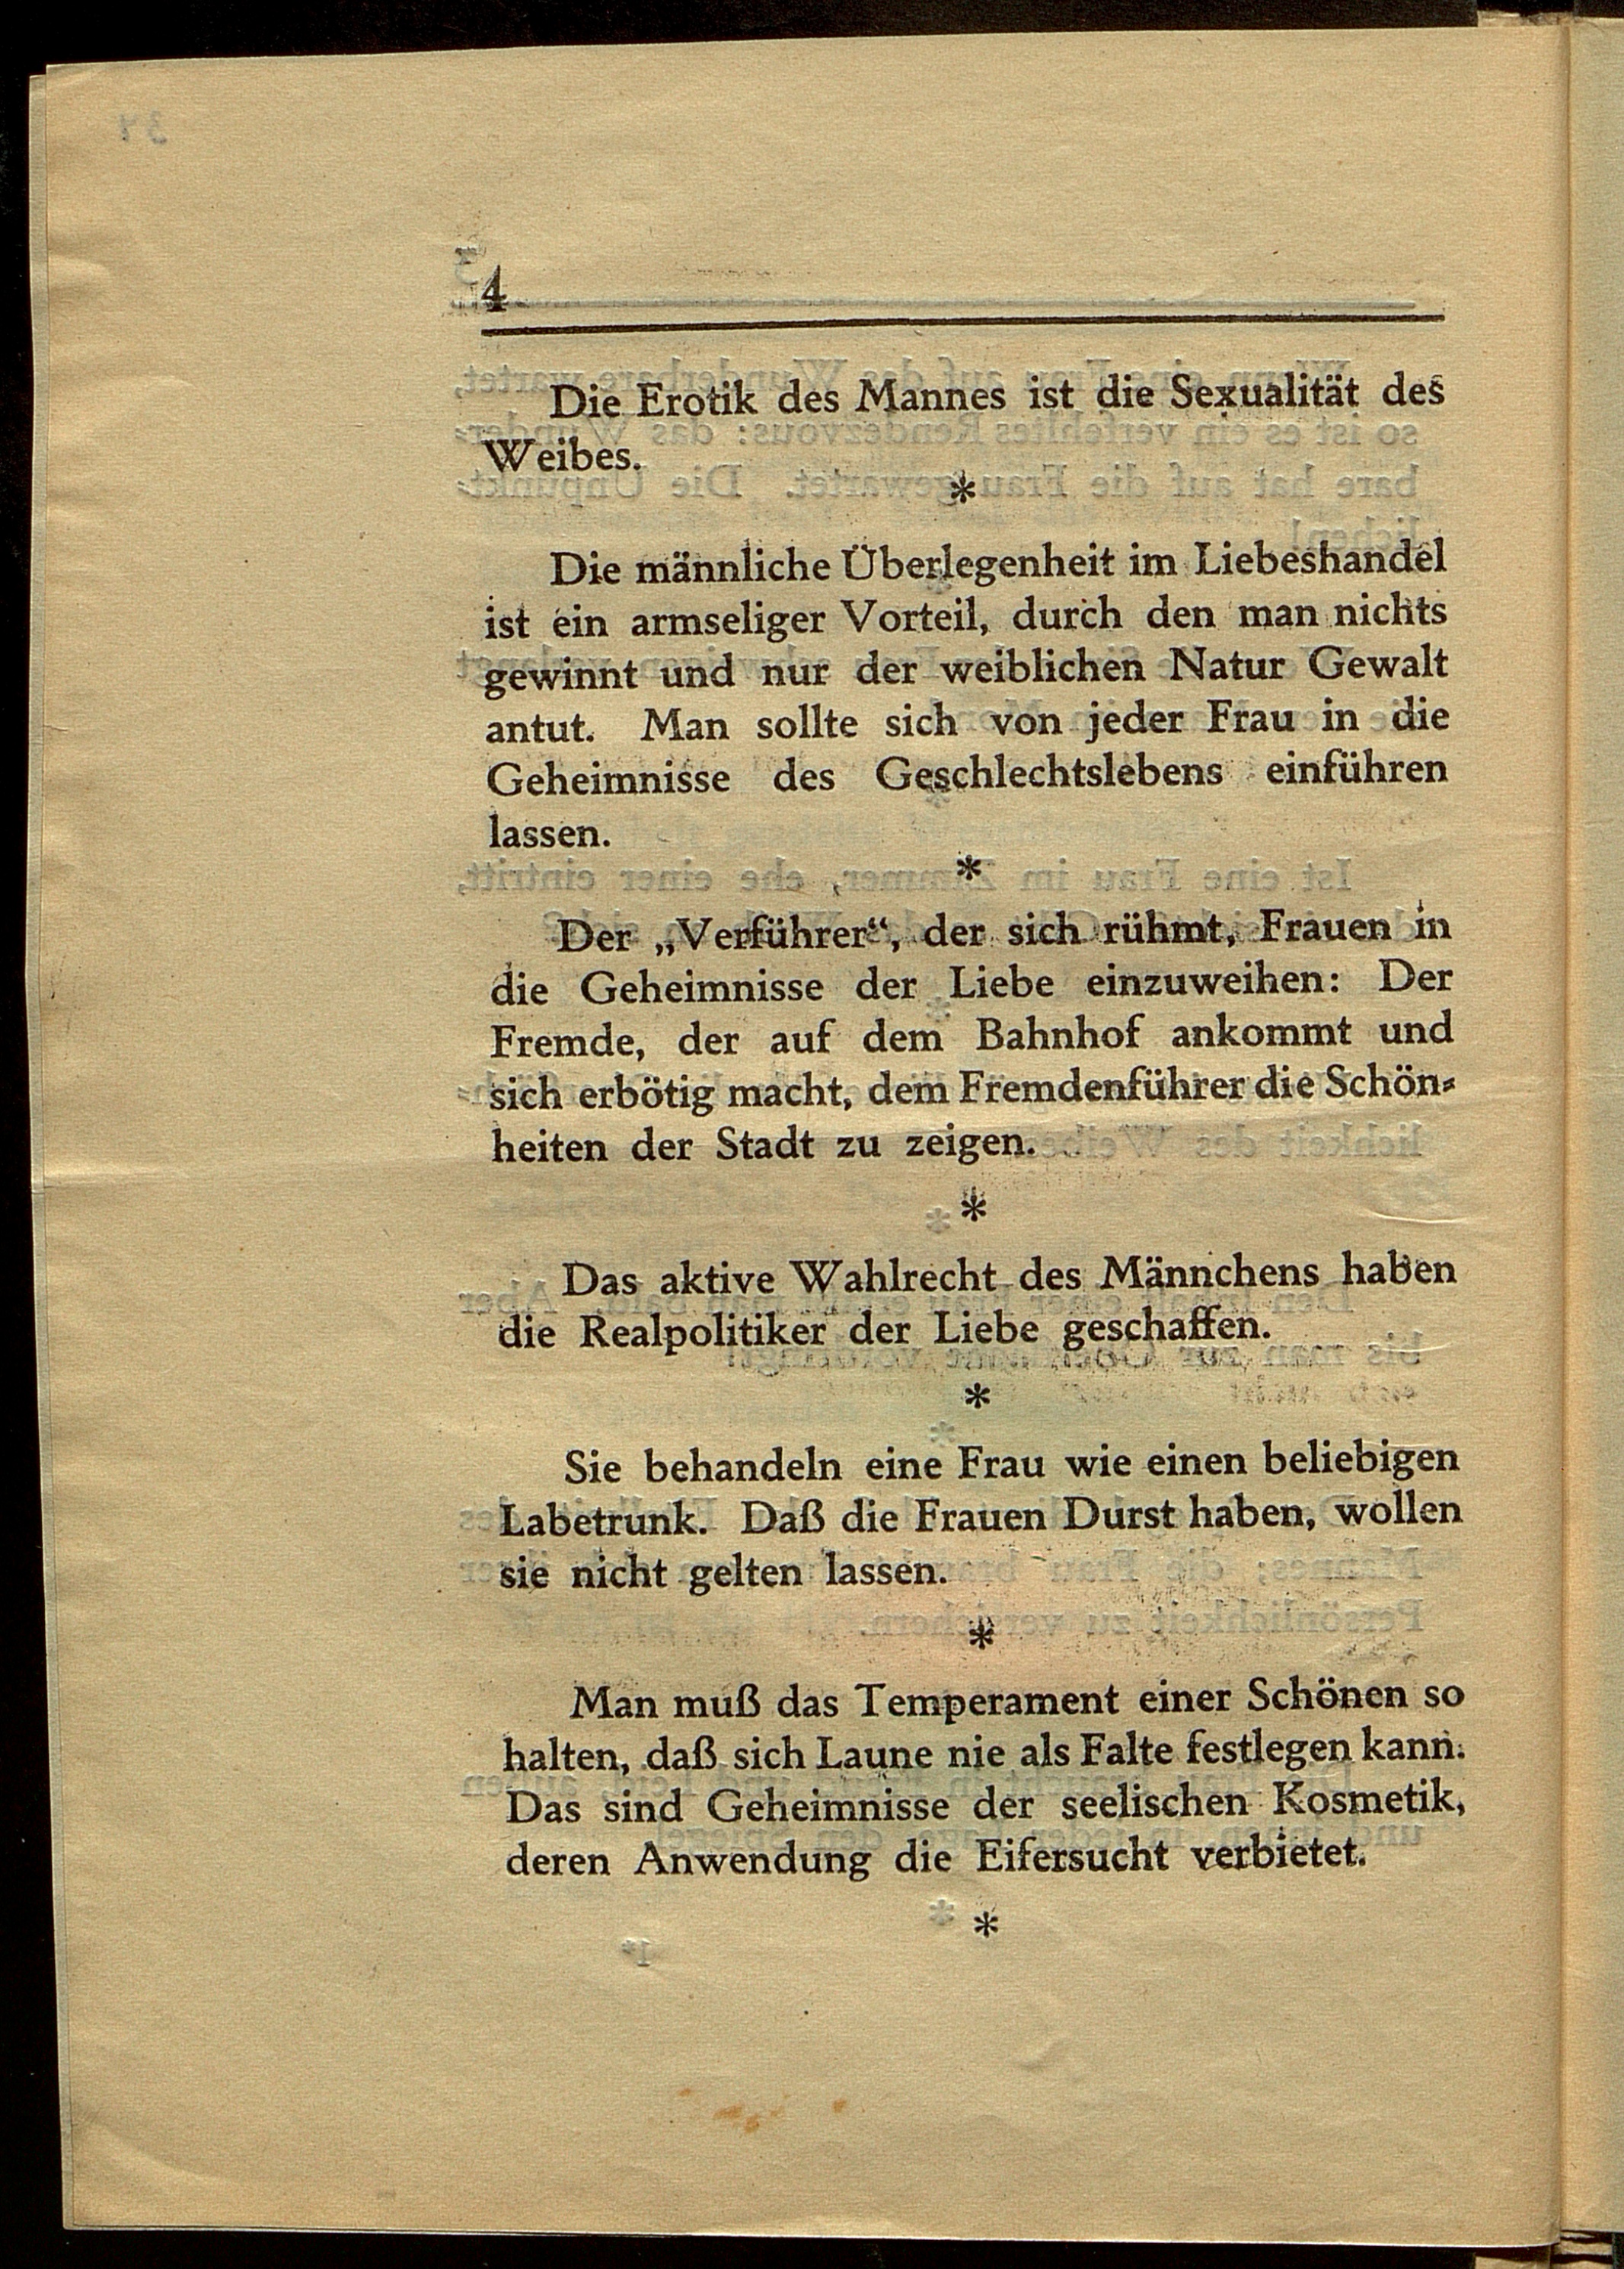 4
Die Erotik des Mannes ist die Sexualität des
Weibes.
*
Die männliche Überlegenheit im Liebeshandel
ist ein armseliger Vorteil, durch den man nichts
gewinnt und nur der weiblichen Natur Gewalt
antut. Man sollte sich von jeder Frau in die
Geheimnisse des Geschlechtslebens einführen
lassen.
*
Der „Verführer“, der sich rühmt, Frauen in
die Geheimnisse der Liebe einzuweihen: Der
Fremde, der auf dem Bahnhof ankommt und
sich erbötig macht, dem Fremdenführer die Schön-
heiten der Stadt zu zeigen.
*
Das aktive Wahlrecht des Männchens haben
die Realpolitiker der Liebe geschaffen.
*
Sie behandeln eine Frau wie einen beliebigen
Labetrunk. Daß die Frauen Durst haben, wollen
sie nicht gelten lassen.
*
Man muß das Temperament einer Schönen so
halten, daß sich Laune nie als Falte festlegen kann.
Das sind Geheimnisse der seelischen Kosmetik,
deren Anwendung die Eifersucht verbietet.
*